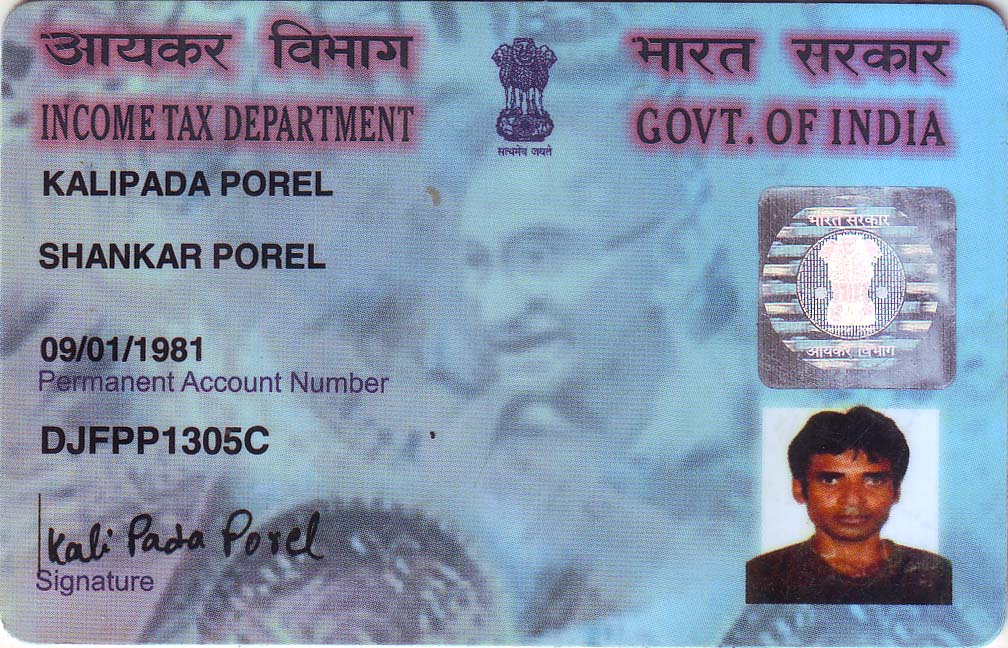 आयकर विभाग
भारत सरकार
INCOME TAX DEPARTMENT
GOVT. OF INDIA
सत्यमेव जयते
KALIPADA POREL
SHANKAR POREL
09/01/1981
Permanent Account Number
DJFPP1305C
Kali Pada Porel
Signature
भारत सरकार
आयकर विभाग